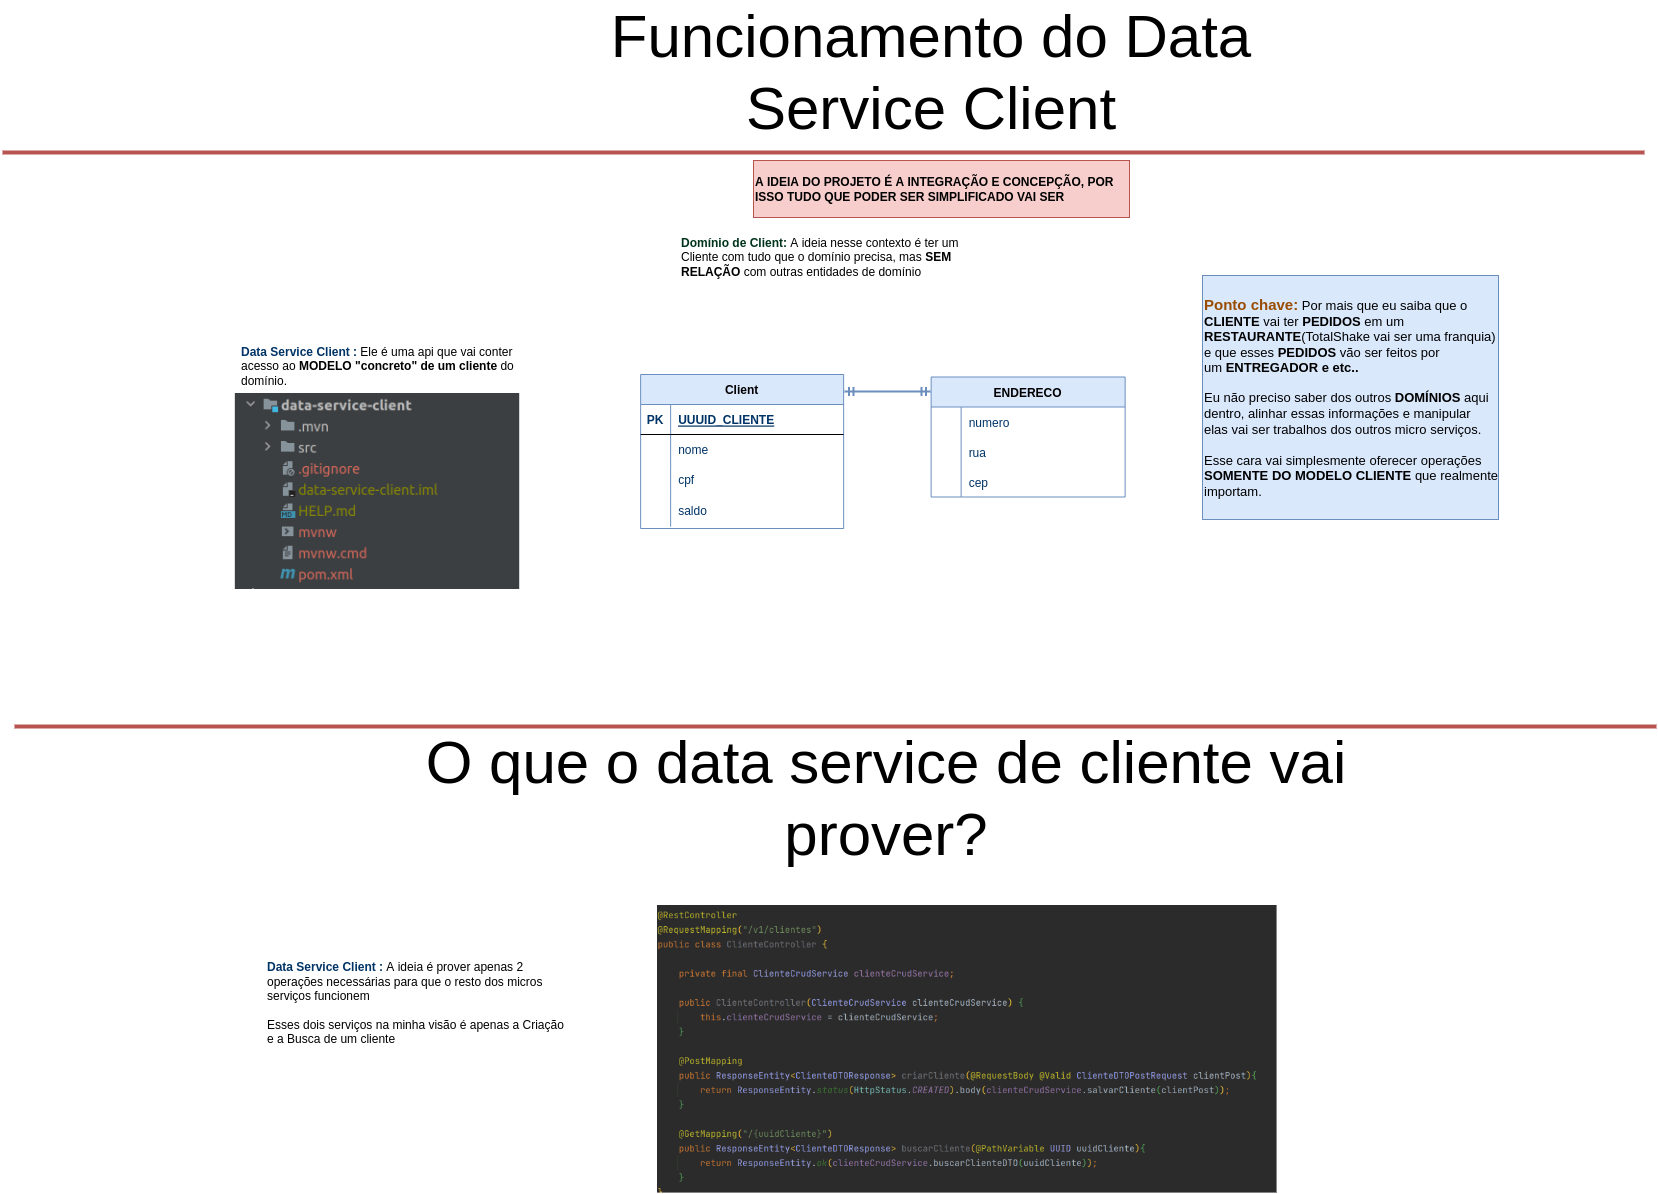 Funcionamento do Data
Service Client
A IDEIA DO PROJETO É A INTEGRAÇÃO E CONCEPÇÃO, POR
ISSO TUDO QUE PODER SER SIMPLIFICADO VAI SER
Domínio de Client: A ideia nesse contexto é ter um
Cliente com tudo que o domínio precisa, mas SEM
RELAÇÃO com outras entidades de domínio
Ponto chave: Por mais que eu saiba que o
CLIENTE vai ter PEDIDOS em um
RESTAURANTE(TotalShake vai ser uma franquia)
e que esses PEDIDOS vão ser feitos por
um ENTREGADOR e etc..
Eu não preciso saber dos outros DOMÍNIOS aqui
dentro, alinhar essas informações e manipular
elas vai ser trabalhos dos outros micro serviços.
Esse cara vai simplesmente oferecer operações
SOMENTE DO MODELO CLIENTE que realmente
importam.
Data Service Client : Ele é uma api que vai conter
acesso ao MODELO "concreto" de um cliente do
domínio.
data-service-client
.mvn
src
.gitignore
data-service-client.iml
HELP.md
mvnw
mvnw.cmd
pom.xml
Client
PK UUUID_CLIENTE
nome
cpf
saldo
ENDERECO
numero
rua
cep
O que o data service de cliente vai
prover?
Data Service Client : A ideia é prover apenas 2
operações necessárias para que o resto dos micros
serviços funcionem
Esses dois serviços na minha visão é apenas a Criação
e a Busca de um cliente
@RestController
@RequestMapping("/v1/clientes")
public class ClienteController {
private final ClienteCrudService clienteCrudService;
public ClienteController(ClienteCrudService clienteCrudService) {
this.clienteCrudService = clienteCrudService;
}
@PostMapping
public ResponseEntity<ClienteDTOResponse> criarCliente(@RequestBody @Valid ClienteDTOPostRequest clientPost){
return ResponseEntity.status(HttpStatus.CREATED).body(clienteCrudService.salvarCliente(clientPost));
}
@GetMapping("/{uuidCliente}")
public ResponseEntity<ClienteDTOResponse> buscarCliente(@PathVariable UUID uuidCliente){
return ResponseEntity.ok(clienteCrudService.buscarClienteDTO(uuidCliente));
}
}